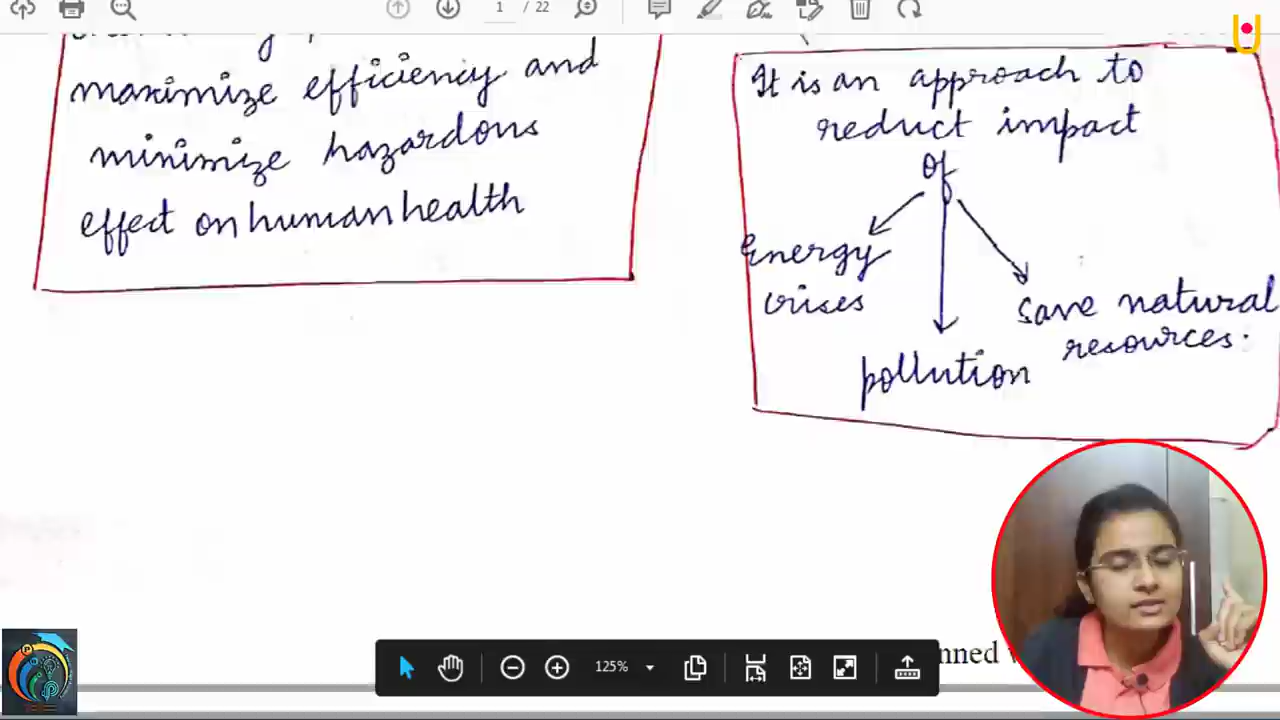 1 / 22
maximize efficiency and
minimize hazardous
effect on human health
It is an approach to
reduct impact
of
Energy
crises
pollution
save natural
resources.
125%
nned